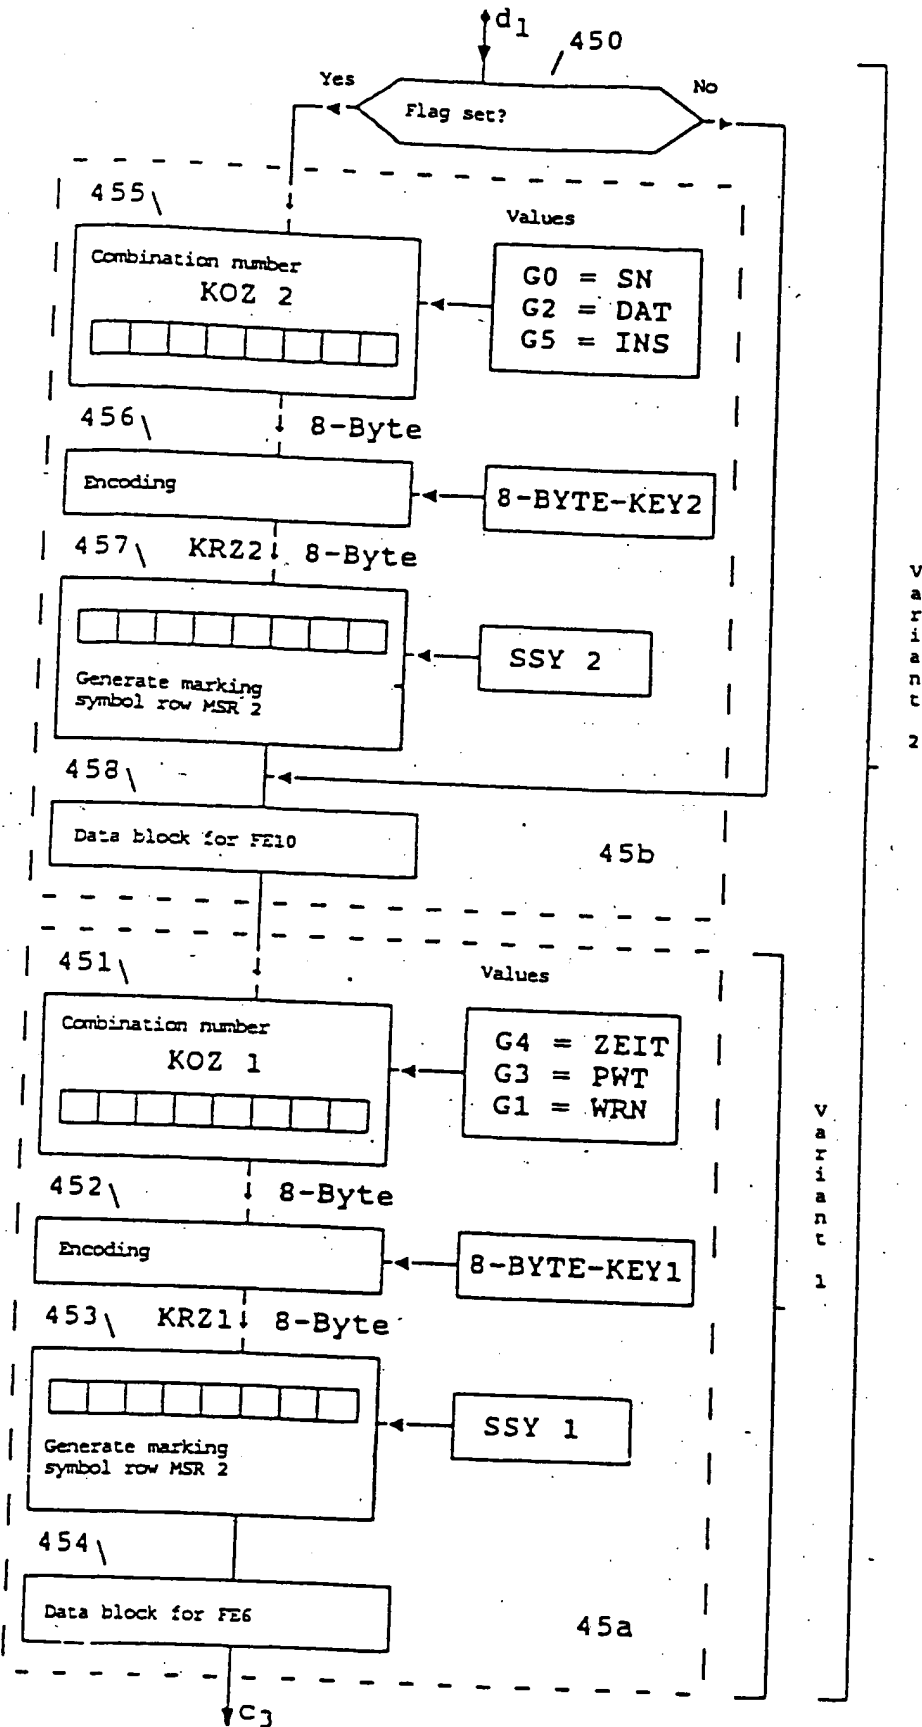 d1
450
Yes
No
Flag set?
455
Values
Combination number
KOZ 2
G0 = SN
G2 = DAT
G5 = INS
456
8-Byte
Encoding
8-BYTE-KEY2
457
KRZ2
8-Byte
SSY 2
Generate marking
symbol row MSR 2
458
Data block for FE10
45b
Variant 2
451
Values
Combination number
KOZ 1
G4 = ZEIT
G3 = PWT
G1 = WRN
Variant 1
452
8-Byte
Encoding
8-BYTE-KEY1
453
KRZ1
8-Byte
SSY 1
Generate marking
symbol row MSR 2
454
Data block for FE6
45a
c3